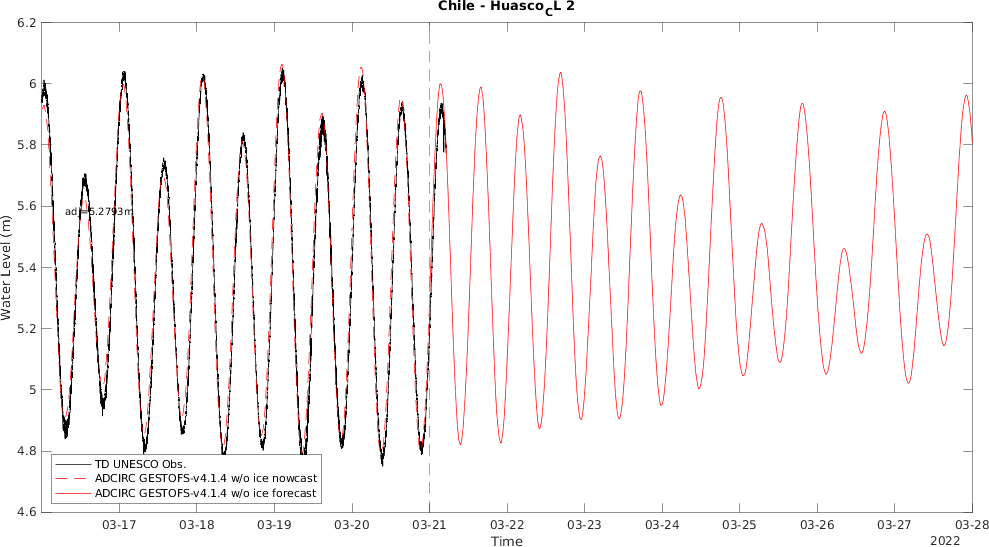 Chile - Huasco_CL 2
Water Level (m)
6.2
6
5.8
5.6
5.4
5.2
5
4.8
4.6
adj=5.2793m
TD UNESCO Obs.
ADCIRC GESTOFS-v4.1.4 w/o ice nowcast
ADCIRC GESTOFS-v4.1.4 w/o ice forecast
03-17 03-18 03-19 03-20 03-21 03-22 03-23 03-24 03-25 03-26 03-27 03-28
Time
2022